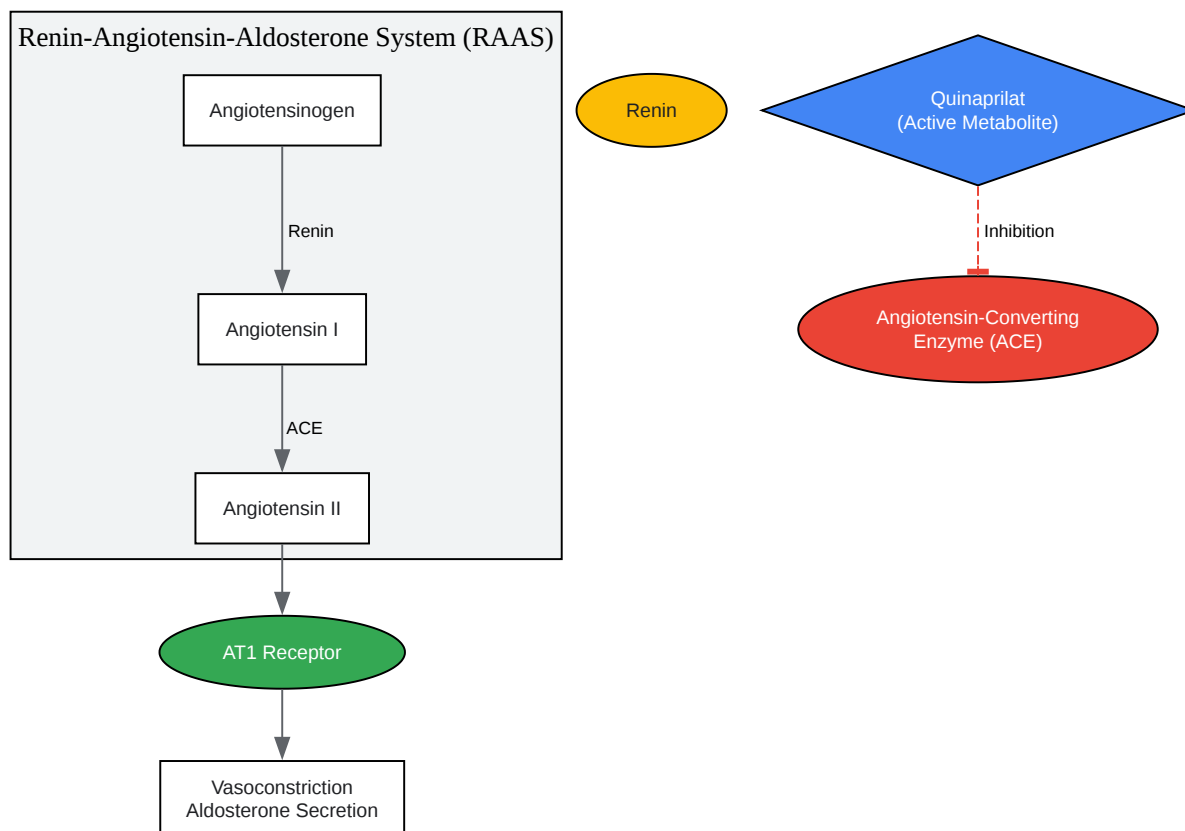 Renin-Angiotensin-Aldosterone System (RAAS)
Angiotensinogen
Renin
Quinaprilat
(Active Metabolite)
Renin
Inhibition
Angiotensin I
Angiotensin-Converting
Enzyme (ACE)
ACE
Angiotensin II
AT1 Receptor
Vasoconstriction
Aldosterone Secretion